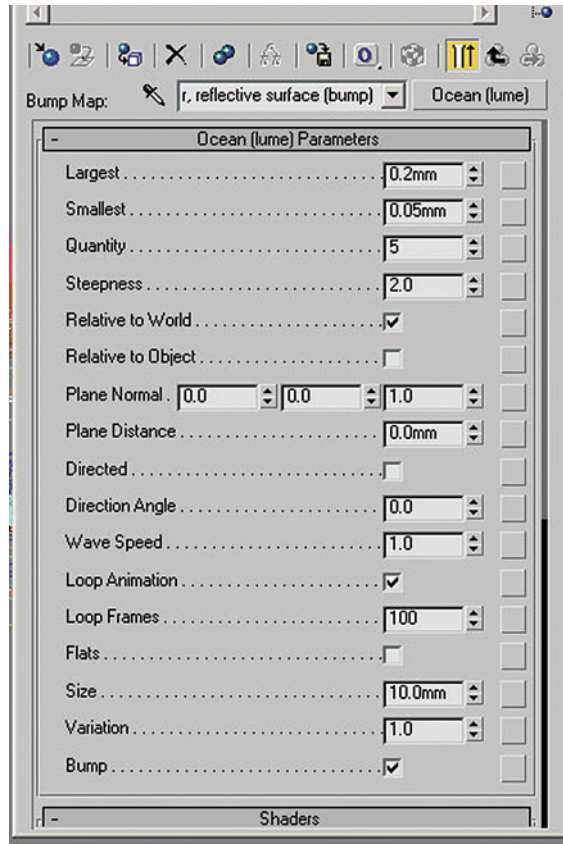 Bump Map: r, reflective surface (bump) Ocean (lume)
- Ocean (lume) Parameters
Largest . . . . . . . . . . . . . . . . . . . . . . . . . . . . 0.2mm
Smallest . . . . . . . . . . . . . . . . . . . . . . . . . . . 0.05mm
Quantity . . . . . . . . . . . . . . . . . . . . . . . . . . . 5
Steepness . . . . . . . . . . . . . . . . . . . . . . . . . 2.0
Relative to World . . . . . . . . . . . . . . . . . . . .
Relative to Object . . . . . . . . . . . . . . . . . . .
Plane Normal . 0.0 0.0 1.0
Plane Distance . . . . . . . . . . . . . . . . . . . . . 0.0mm
Directed . . . . . . . . . . . . . . . . . . . . . . . . . . .
Direction Angle . . . . . . . . . . . . . . . . . . . . . 0.0
Wave Speed . . . . . . . . . . . . . . . . . . . . . . . 1.0
Loop Animation . . . . . . . . . . . . . . . . . . . . .
Loop Frames . . . . . . . . . . . . . . . . . . . . . . . 100
Flats . . . . . . . . . . . . . . . . . . . . . . . . . . . . . .
Size . . . . . . . . . . . . . . . . . . . . . . . . . . . . . . 10.0mm
Variation . . . . . . . . . . . . . . . . . . . . . . . . . . 1.0
Bump . . . . . . . . . . . . . . . . . . . . . . . . . . . . .
- Shaders